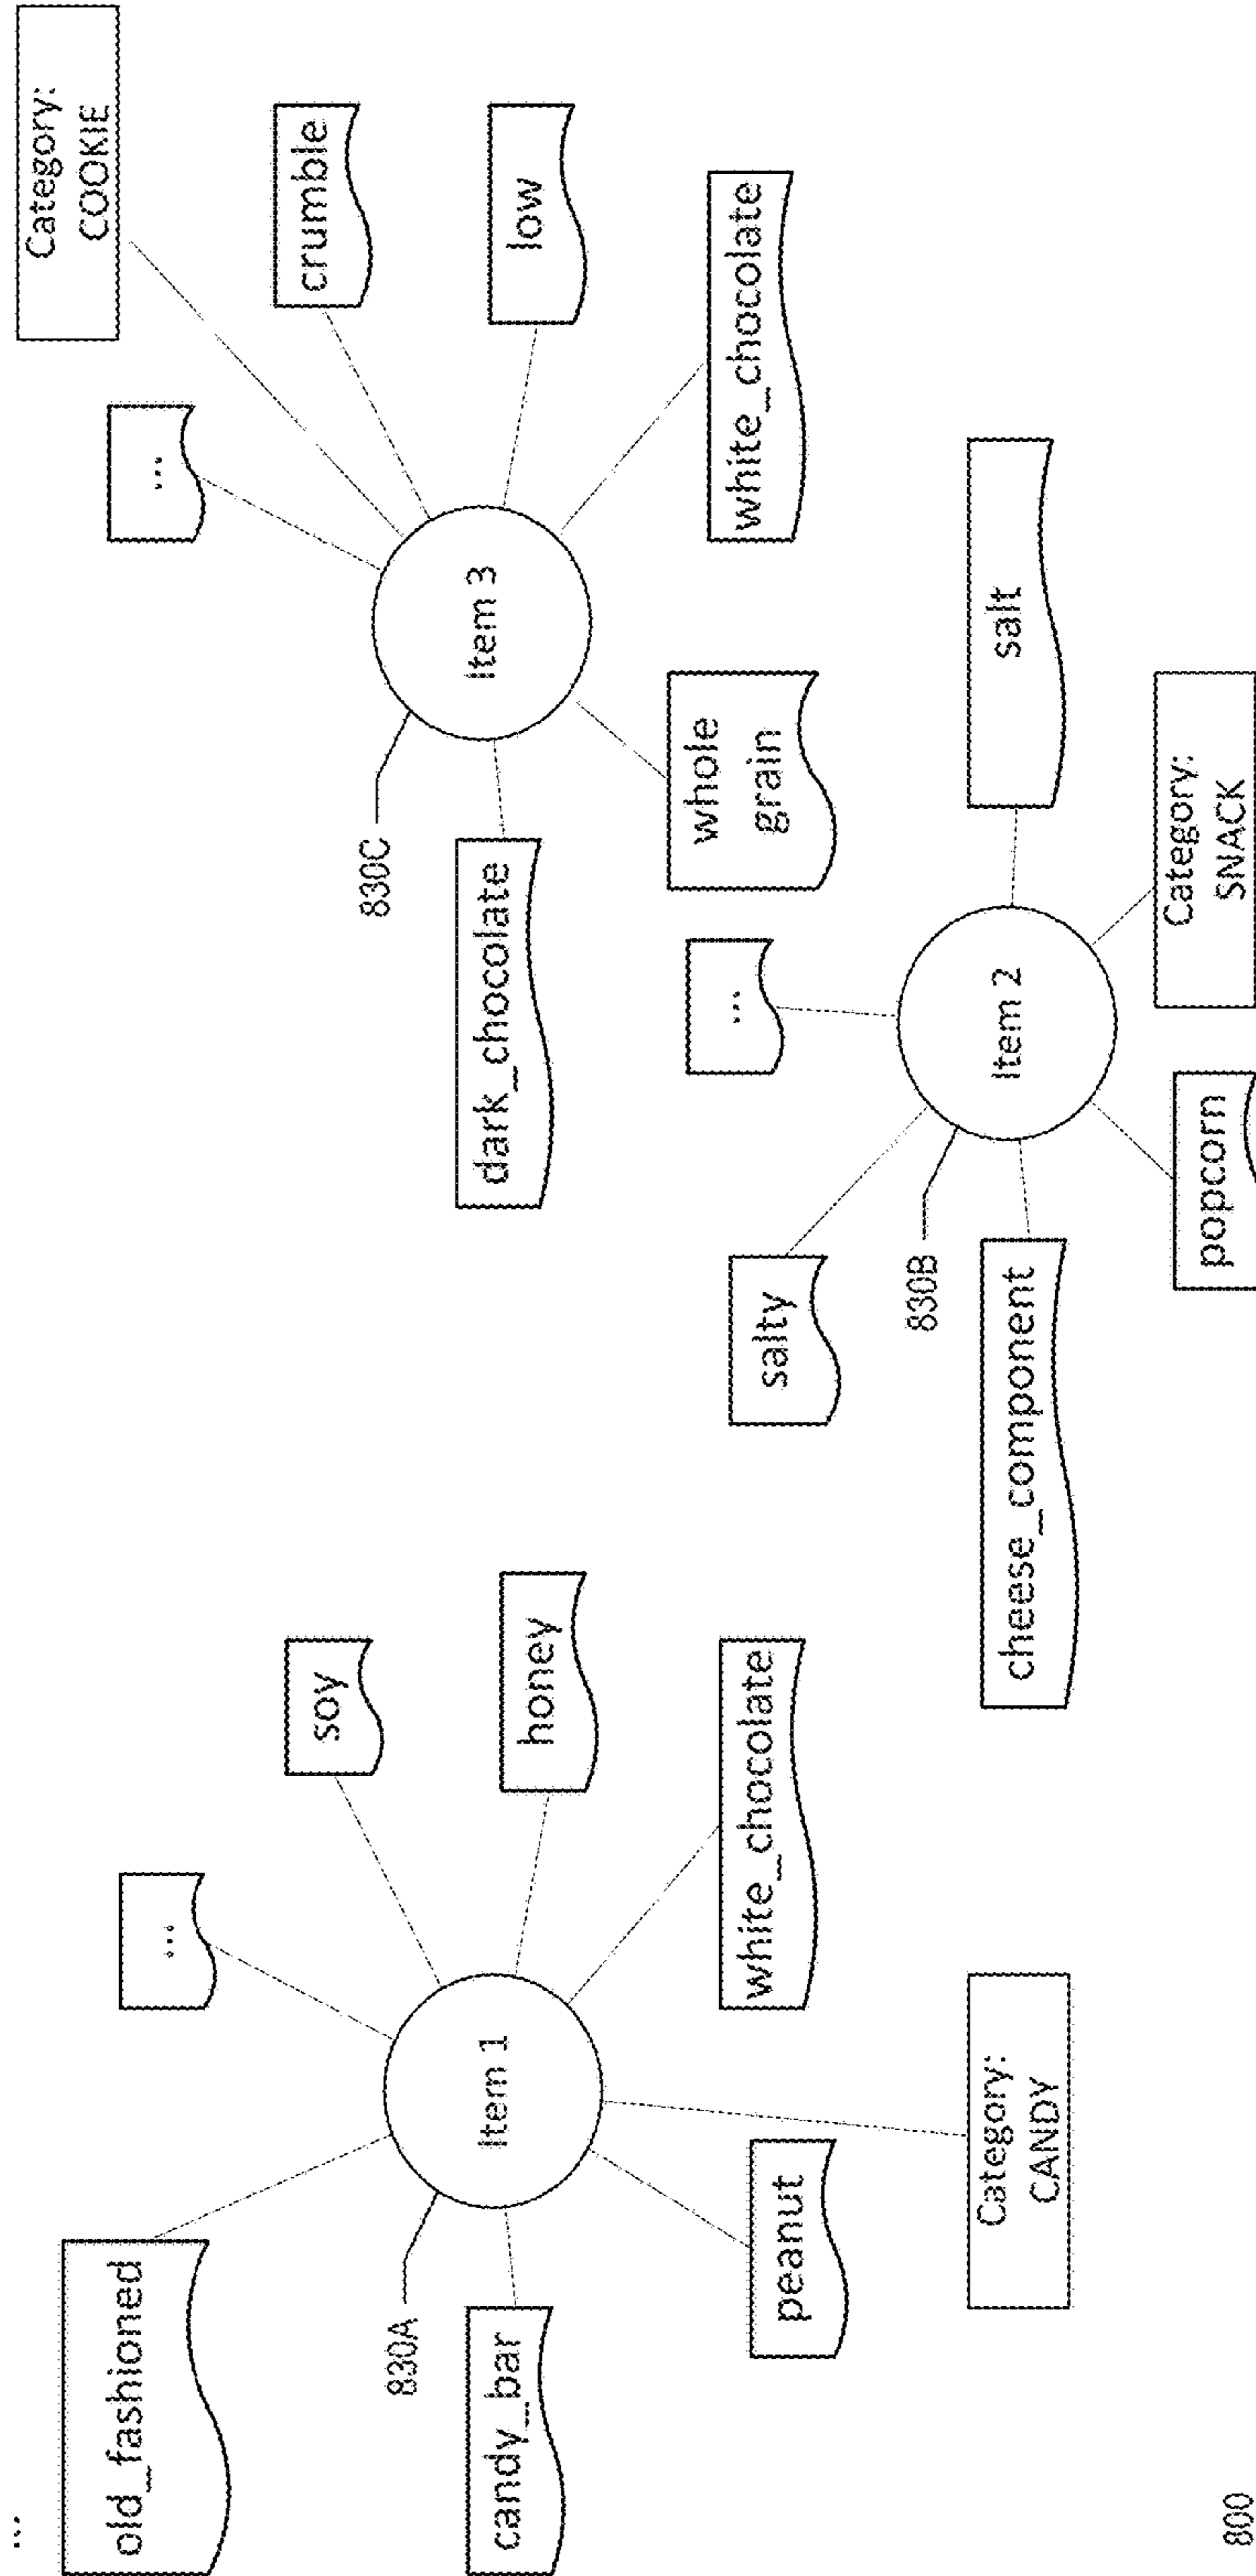 old_fashioned
...
soy
830A
Item 1
honey
candy_bar
peanut
white_chocolate
Category:
CANDY
...
Category:
COOKIE
crumble
830C
Item 3
low
dark_chocolate
whole
grain
white_chocolate
salty
...
830B
Item 2
salt
cheese_component
popcorn
Category:
SNACK
800